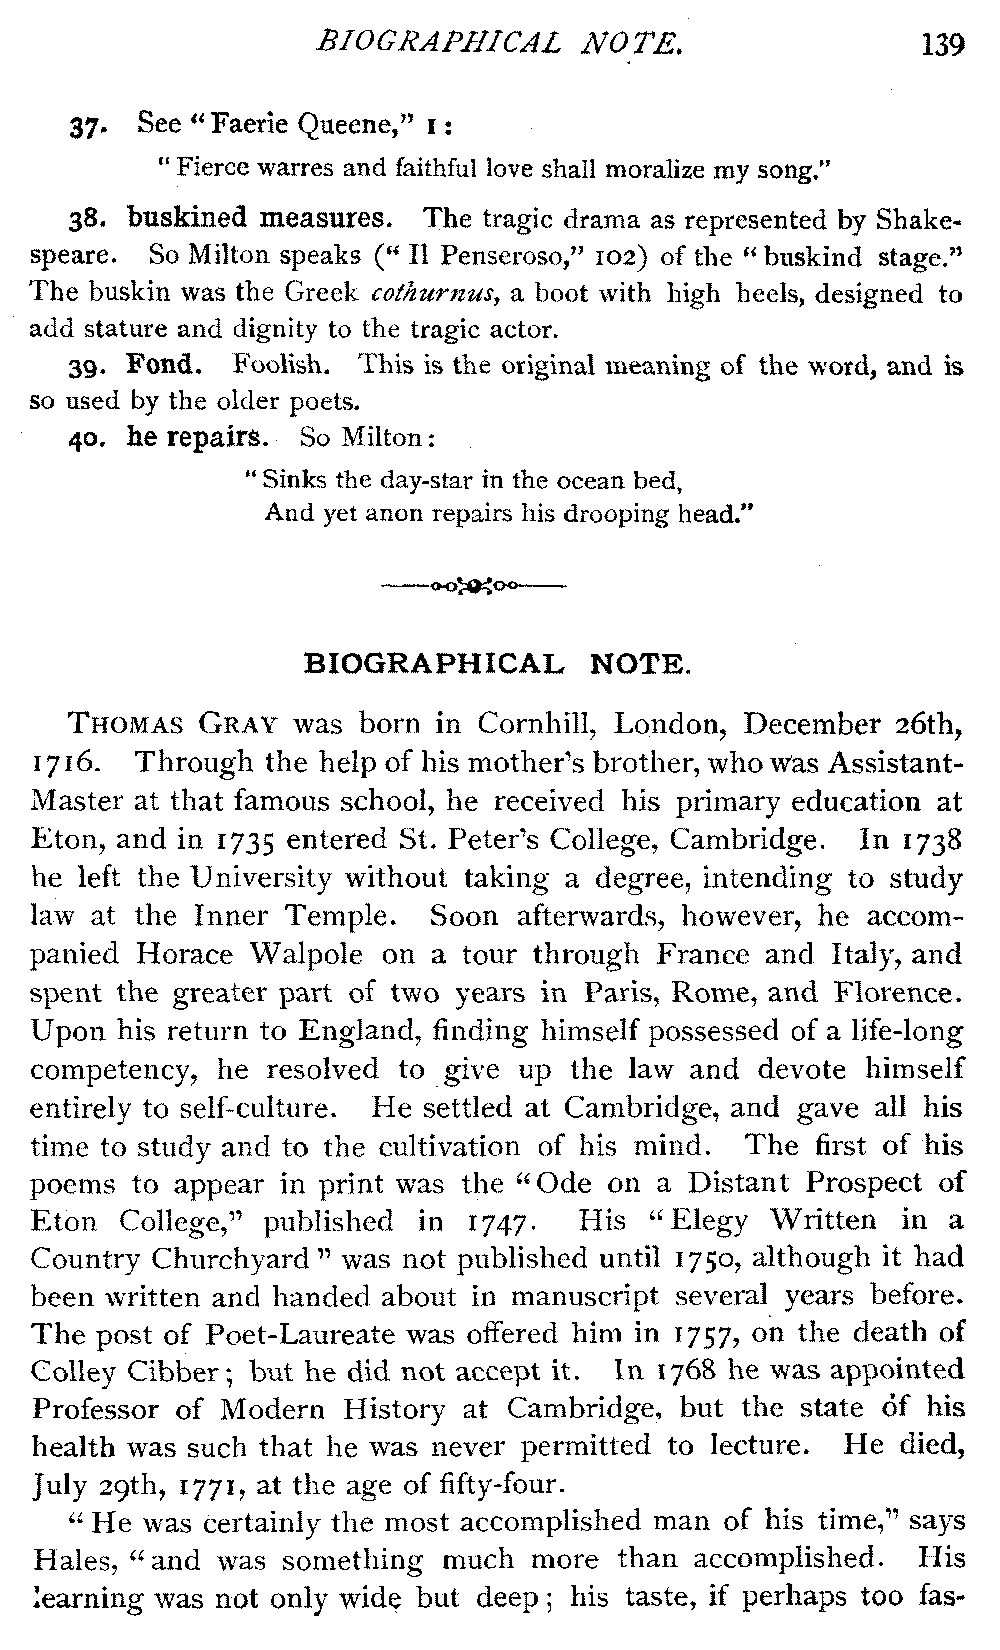 BIOGRAPHICAL NOTE. 139
37. See “Faerie Queene,” I :
“Fierce warres and faithful love shall moralize my song.”
38. buskined measures. The tragic drama as represented by Shake-
speare. So Milton speaks (“Il Penseroso,” 102) of the “buskind stage.”
The buskin was the Greek cothurnus, a boot with high heels, designed to
add stature and dignity to the tragic actor.
39. Fond. Foolish. This is the original meaning of the word, and is
so used by the older poets.
40. he repairs. So Milton:
“Sinks the day-star in the ocean bed,
And yet anon repairs his drooping head.”
BIOGRAPHICAL NOTE.
THOMAS GRAY was born in Cornhill, London, December 26th,
1716. Through the help of his mother’s brother, who was Assistant-
Master at that famous school, he received his primary education at
Eton, and in 1735 entered St. Peter’s College, Cambridge. In 1738
he left the University without taking a degree, intending to study
law at the Inner Temple. Soon afterwards, however, he accom-
panied Horace Walpole on a tour through France and Italy, and
spent the greater part of two years in Paris, Rome, and Florence.
Upon his return to England, finding himself possessed of a life-long
competency, he resolved to give up the law and devote himself
entirely to self-culture. He settled at Cambridge, and gave all his
time to study and to the cultivation of his mind. The first of his
poems to appear in print was the “Ode on a Distant Prospect of
Eton College,” published in 1747. His “Elegy Written in a
Country Churchyard” was not published until 1750, although it had
been written and handed about in manuscript several years before.
The post of Poet-Laureate was offered him in 1757, on the death of
Colley Cibber; but he did not accept it. In 1768 he was appointed
Professor of Modern History at Cambridge, but the state of his
health was such that he was never permitted to lecture. He died,
July 29th, 1771, at the age of fifty-four.
“He was certainly the most accomplished man of his time,” says
Hales, “and was something much more than accomplished. His
learning was not only wide but deep; his taste, if perhaps too fas-